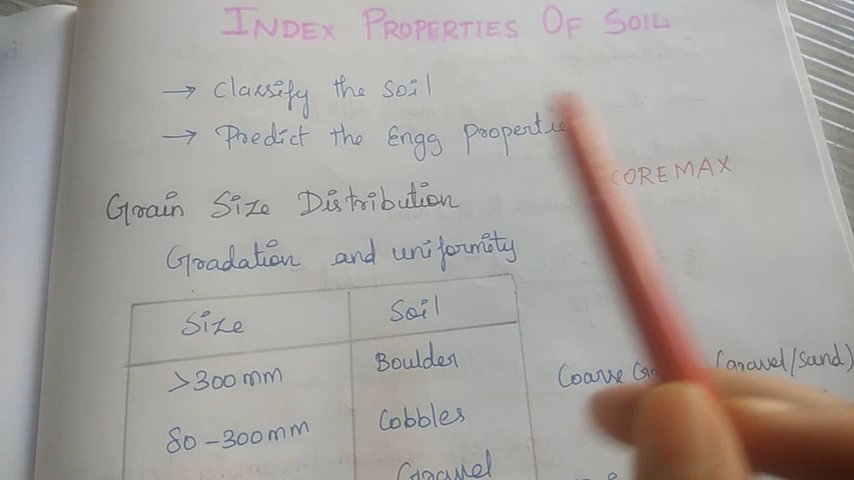 INDEX PROPERTIES OF SOIL
→ Classify the Soil
→ Predict the Engg
COREMAX
Grain Size Distribution
Gradation and uniformity
Size Soil
>300mm Boulder
80-300mm Cobbles
Gravel
Coarse (Gravel/Sand)